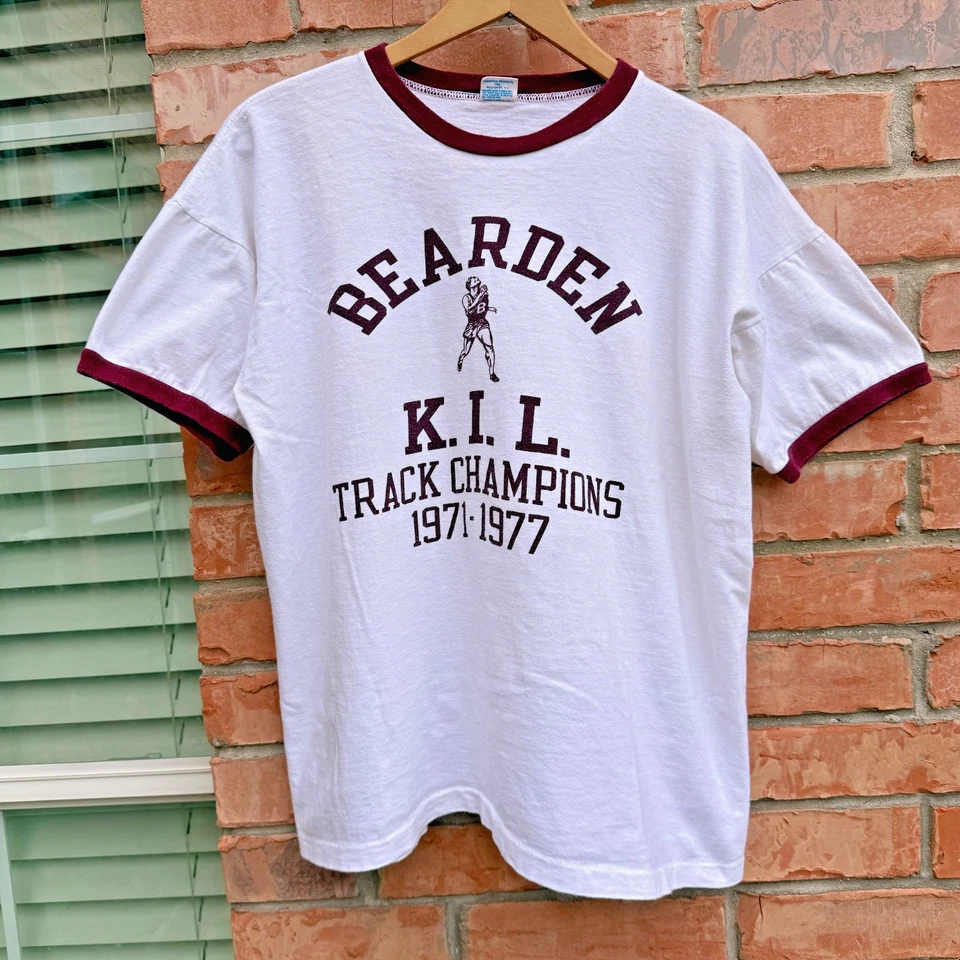 BEARDEN
B
K.I.L.
TRACK CHAMPIONS
1971-1977